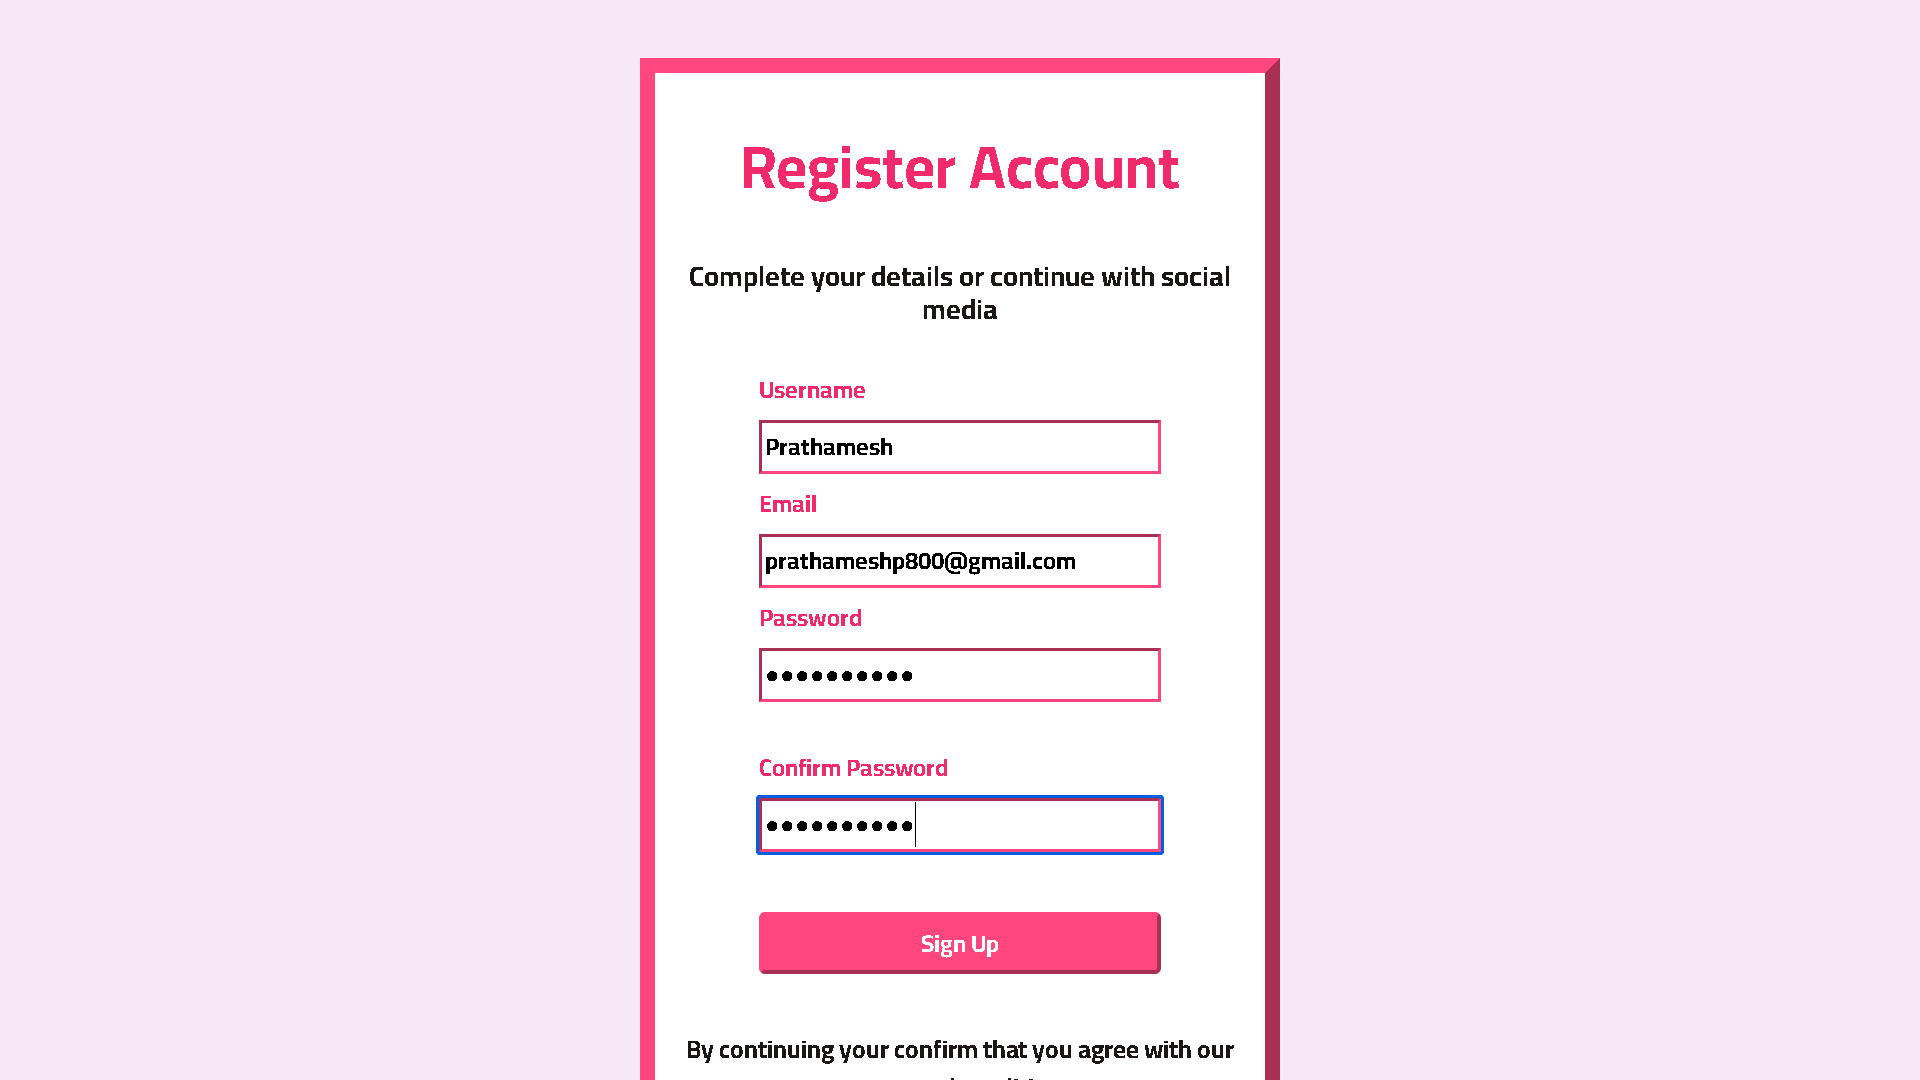 Register Account
Complete your details or continue with social
media
Username
Prathamesh
Email
prathameshp800@gmail.com
Password
••••••••••
Confirm Password
••••••••••
Sign Up
By continuing your confirm that you agree with our